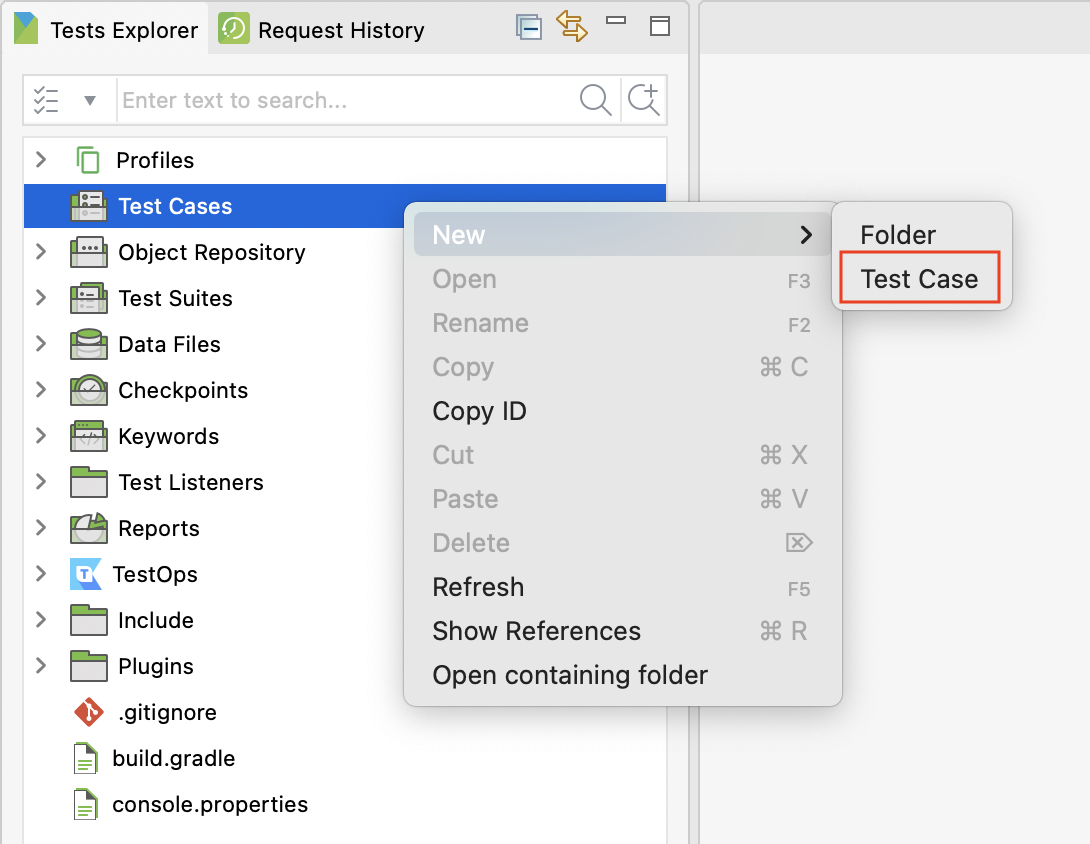 Tests Explorer
Request History
Enter text to search...
Profiles
Test Cases
Object Repository
Test Suites
Data Files
Checkpoints
Keywords
Test Listeners
Reports
TestOps
Include
Plugins
.gitignore
build.gradle
console.properties
New
Open F3
Rename F2
Copy ⌘ C
Copy ID
Cut ⌘ X
Paste ⌘ V
Delete ⌦
Refresh F5
Show References ⌘ R
Open containing folder
Folder
Test Case